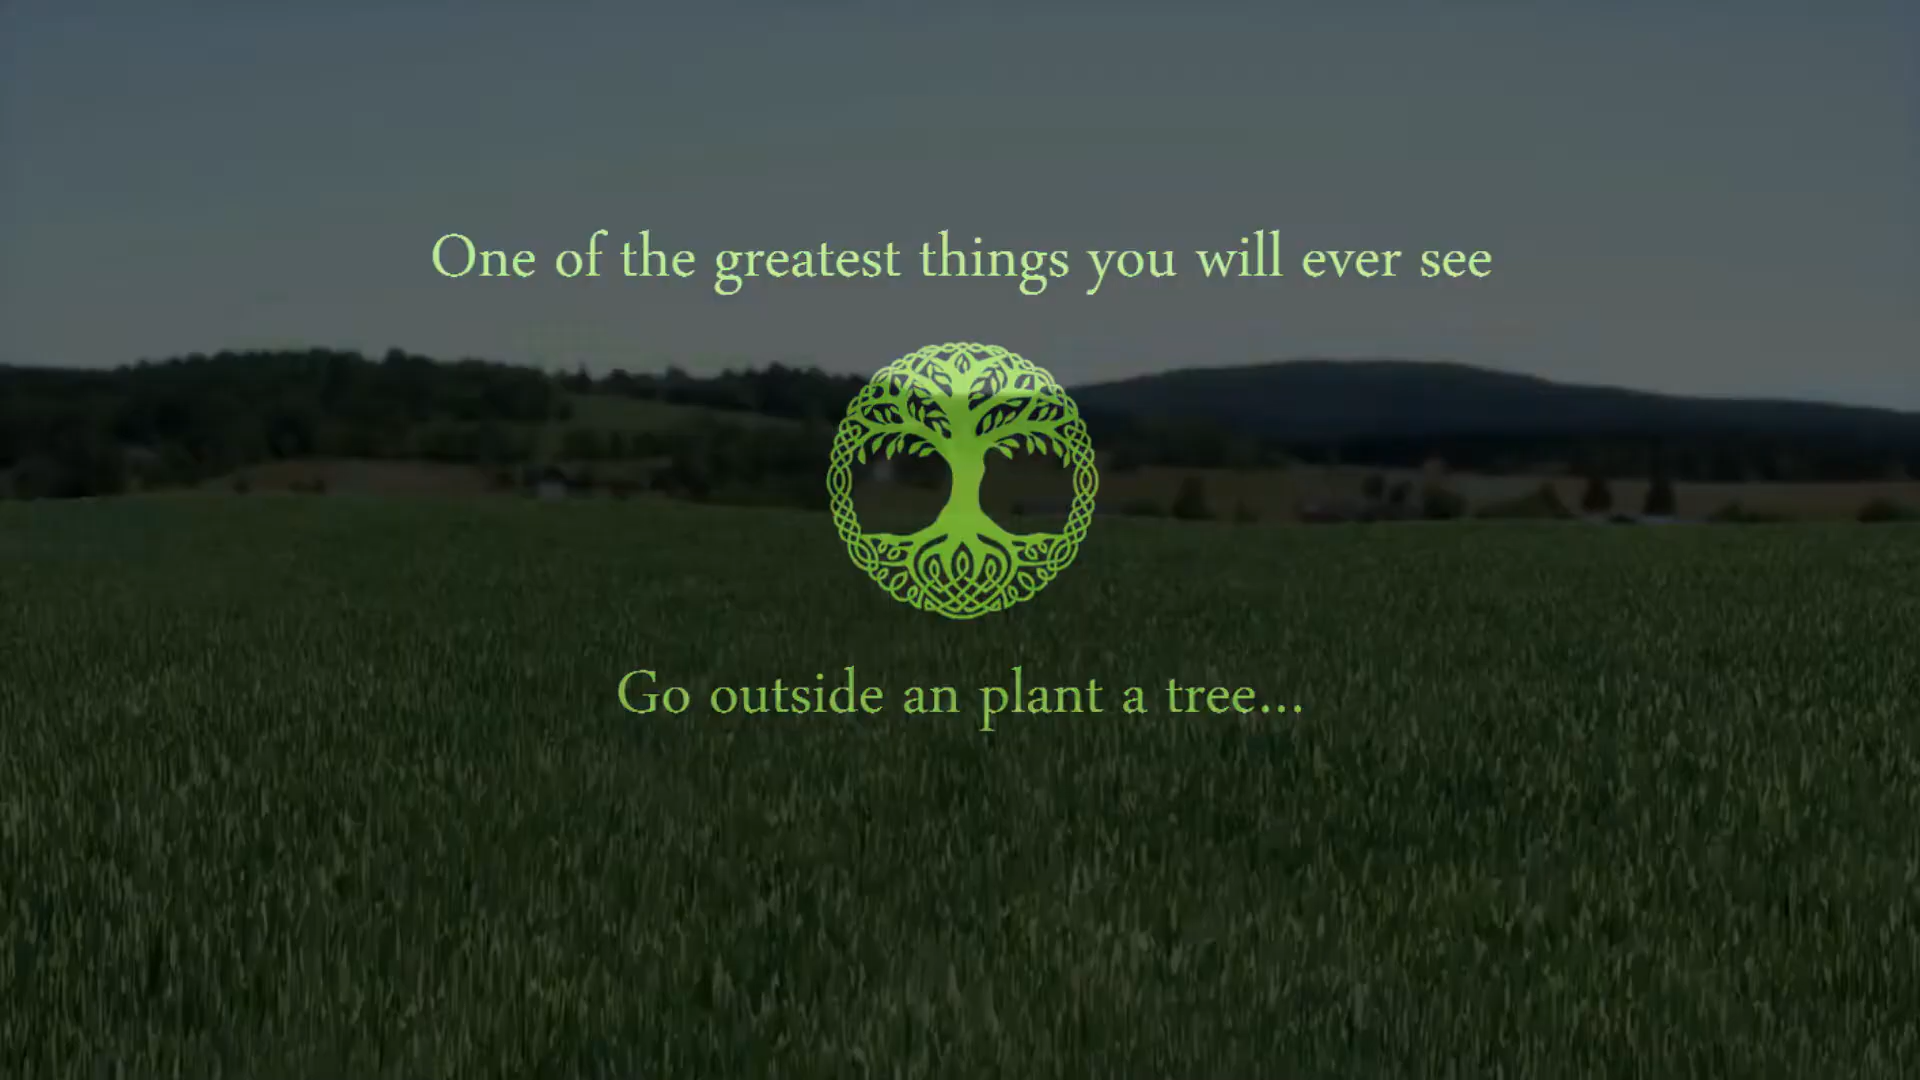 One of the greatest things you will ever see
Go outside an plant a tree...